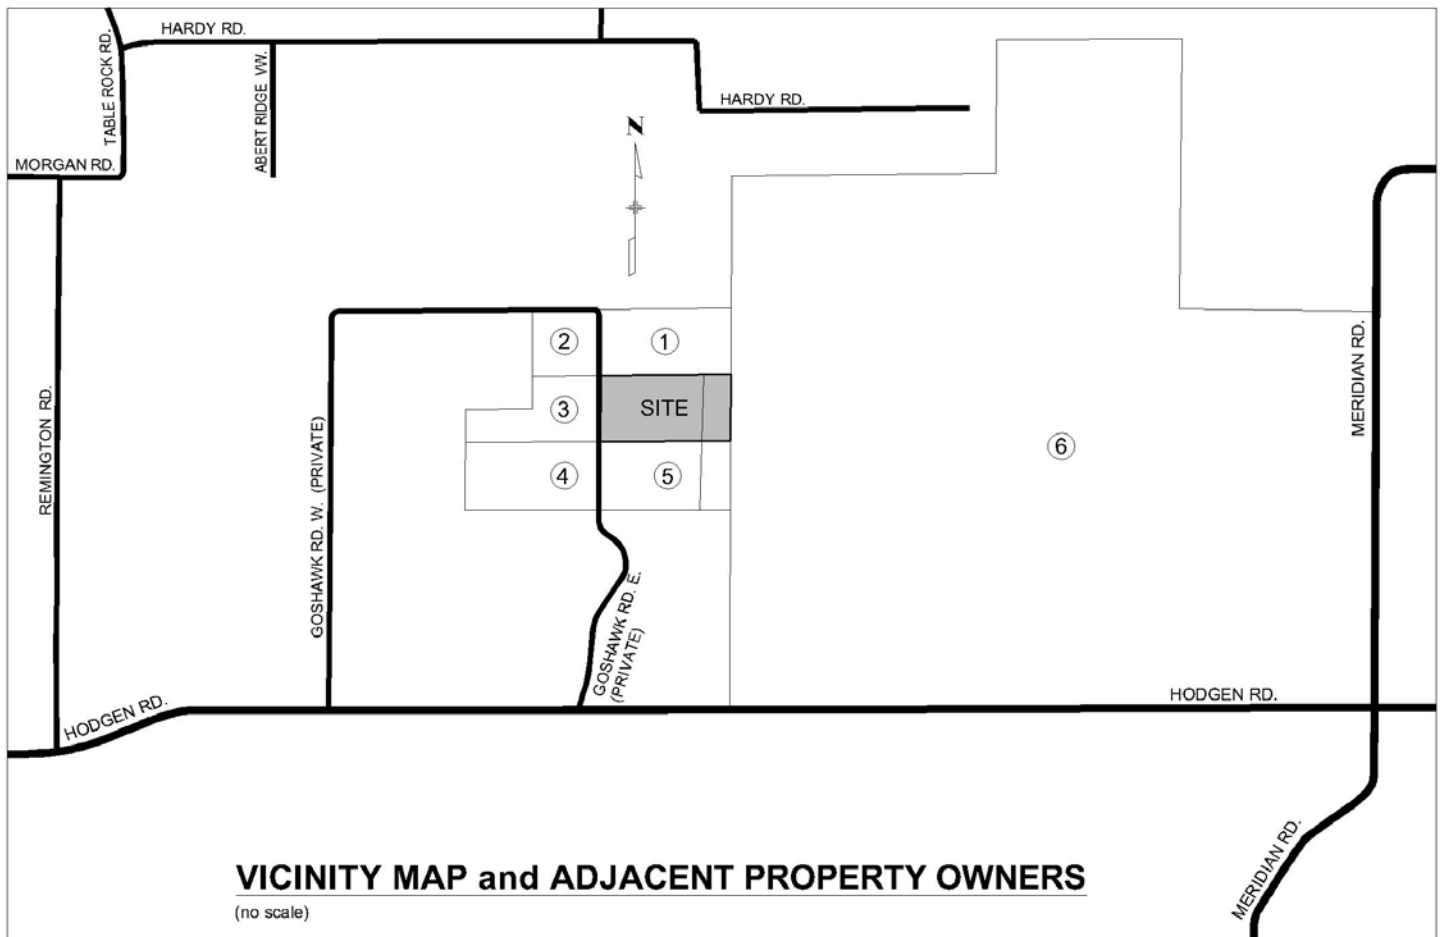 HARDY RD.
TABLE ROCK RD.
ABERT RIDGE VW.
HARDY RD.
N
MORGAN RD.
2
1
MERIDIAN RD.
REMINGTON RD.
3
SITE
GOSHAWK RD. W. (PRIVATE)
6
4
5
GOSHAWK RD. E.
(PRIVATE)
HODGEN RD.
HODGEN RD.
MERIDIAN RD.
VICINITY MAP and ADJACENT PROPERTY OWNERS
(no scale)